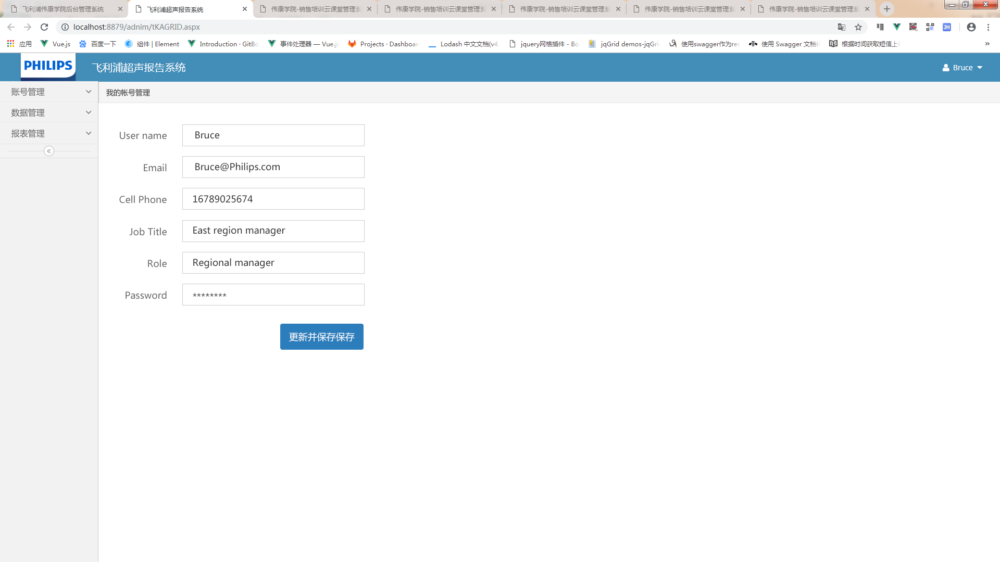 飞利浦伟康学院后台管理系统
飞利浦超声报告系统
伟康学院-销售培训云课堂管理系
伟康学院-销售培训云课堂管理系
伟康学院-销售培训云课堂管理系
伟康学院-销售培训云课堂管理系
伟康学院-销售培训云课堂管理系
localhost:8879/adnim/tKAGRID.aspx
JH
应用
Vue.js
百度一下
组件 | Element
Introduction · GitBo
事件处理器 — Vue.js
Projects · Dashboar
Lodash 中文文档(v4
jquery网格插件 - Bo
jqGrid demos-jqGri
使用swagger作为res
使用 Swagger 文档
根据时间获取短信上
»
PHILIPS
飞利浦超声报告系统
Bruce
账号管理
数据管理
报表管理
我的帐号管理
User name
Bruce
Email
Bruce@Philips.com
Cell Phone
16789025674
Job Title
East region manager
Role
Regional manager
Password
********
更新并保存保存